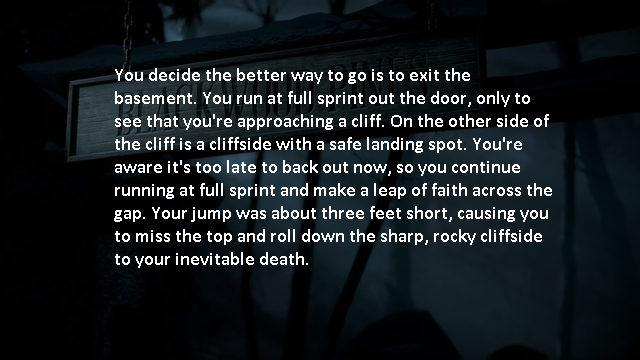 BLACKWOOD PINES
You decide the better way to go is to exit the
basement. You run at full sprint out the door, only to
see that you're approaching a cliff. On the other side of
the cliff is a cliffside with a safe landing spot. You're
aware it's too late to back out now, so you continue
running at full sprint and make a leap of faith across the
gap. Your jump was about three feet short, causing you
to miss the top and roll down the sharp, rocky cliffside
to your inevitable death.